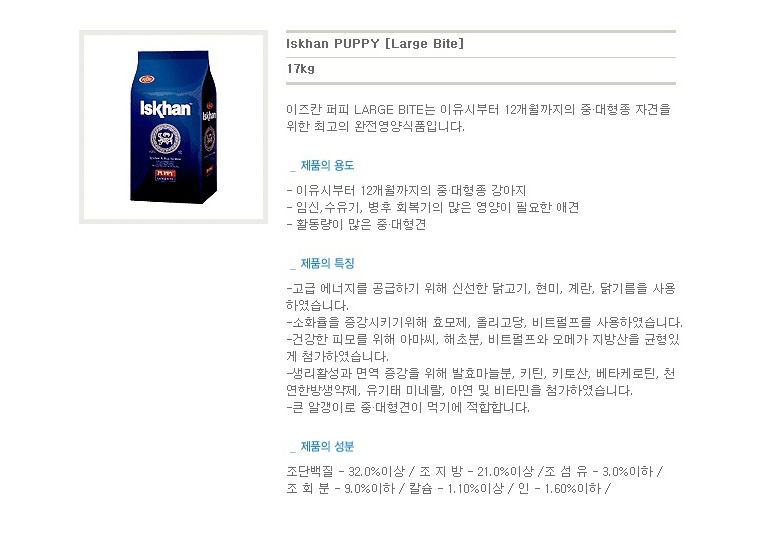 Iskhan PUPPY [Large Bite]
17kg
Iskhan
Iskhan
PUPPY
이즈칸 퍼피 LARGE BITE는 이유시부터 12개월까지의 중·대형종 자견을
위한 최고의 완전영양식품입니다.
_ 제품의 용도
- 이유시부터 12개월까지의 중·대형종 강아지
- 임신,수유기, 병후 회복기의 많은 영양이 필요한 애견
- 활동량이 많은 중·대형견
_ 제품의 특징
-고급 에너지를 공급하기 위해 신선한 닭고기, 현미, 계란, 닭기름을 사용
하였습니다.
-소화율을 증강시키기위해 효모제, 올리고당, 비트펄프를 사용하였습니다.
-건강한 피모를 위해 아마씨, 해초분, 비트펄프와 오메가 지방산을 균형있
게 첨가하였습니다.
-생리활성과 면역 증강을 위해 발효마늘분, 키틴, 키토산, 베타케로틴, 천
연한방생약제, 유기태 미네랄, 아연 및 비타민을 첨가하였습니다.
-큰 알갱이로 중·대형견이 먹기에 적합합니다.
_ 제품의 성분
조단백질 - 32.0%이상 / 조 지 방 - 21.0%이상 /조 섬 유 - 3.0%이하 /
조 회 분 - 9.0%이하 / 칼슘 - 1.10%이상 / 인 - 1.60%이하 /